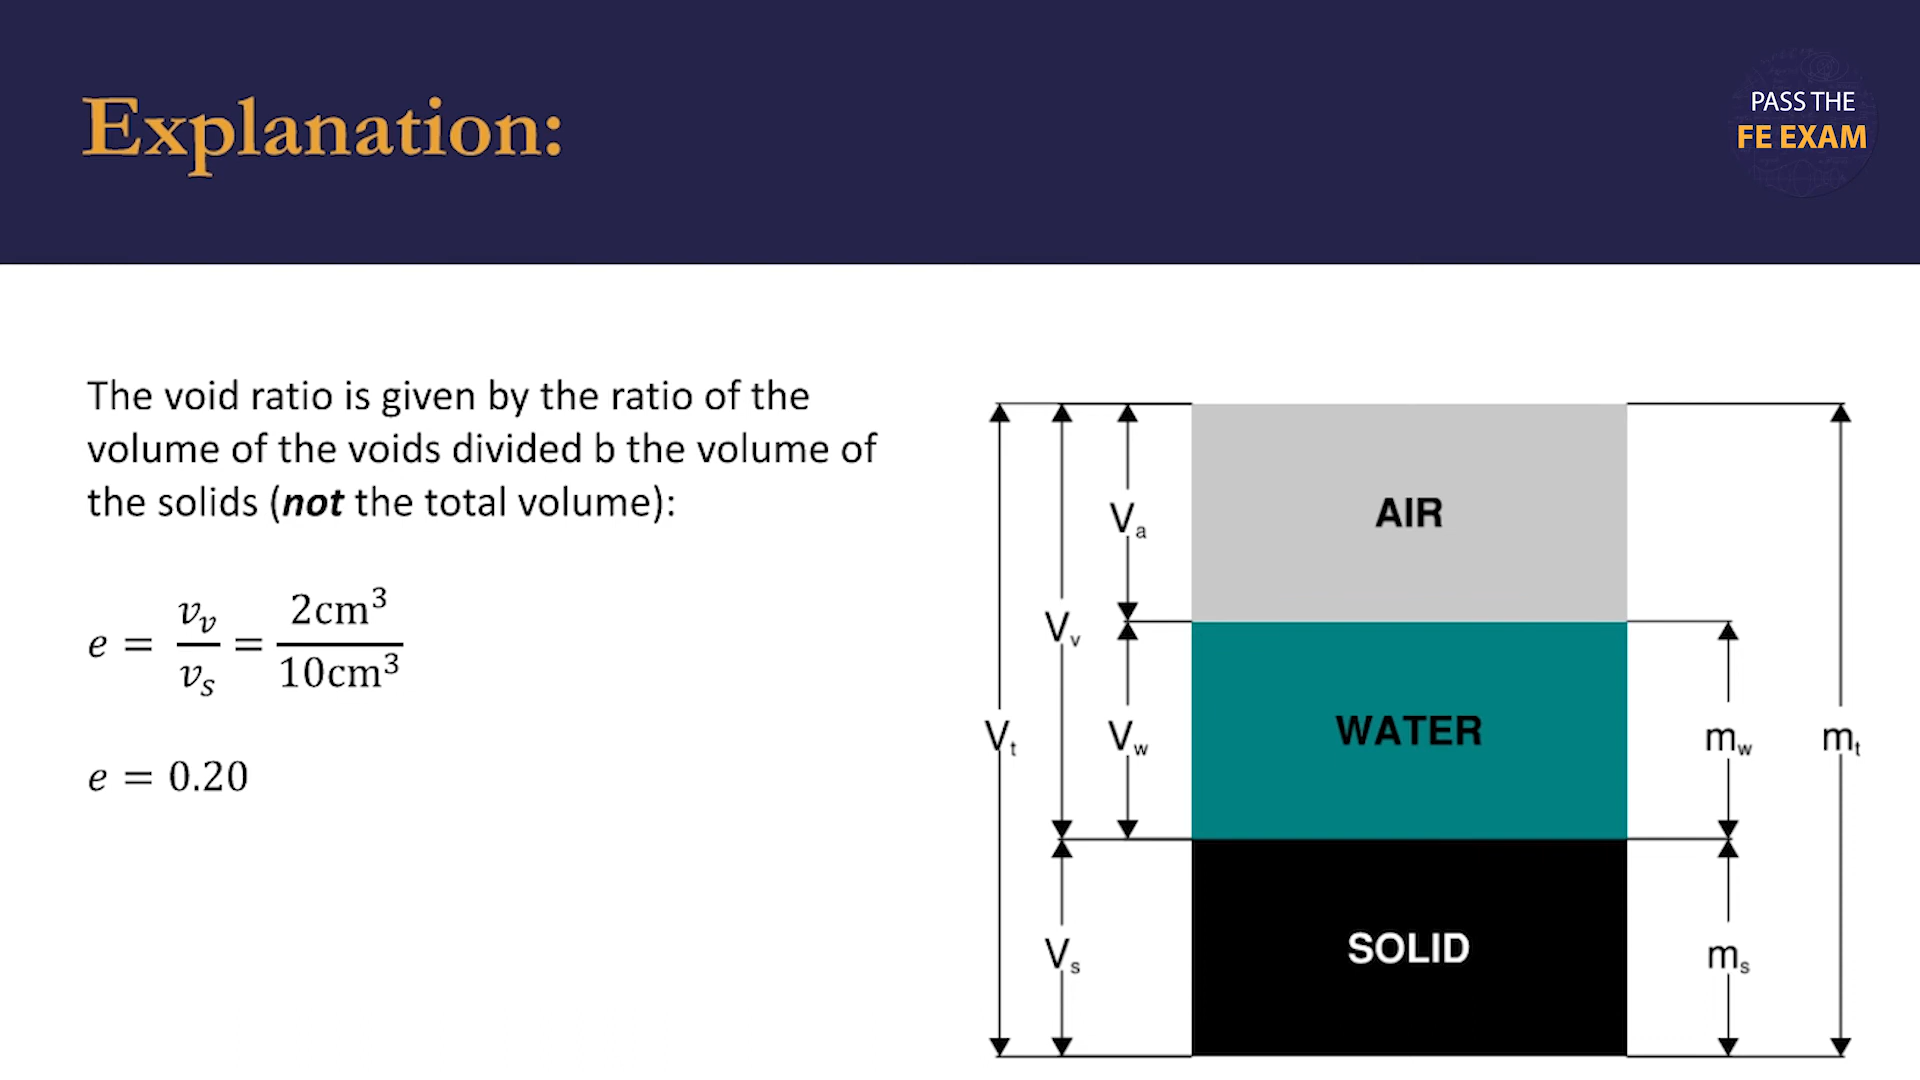 Explanation:
PASS THE
FE EXAM
The void ratio is given by the ratio of the
volume of the voids divided b the volume of
the solids (not the total volume):
e = v_v / v_s = 2cm³ / 10cm³
e = 0.20
AIR
WATER
SOLID
V_a
V_v
V_t
V_w
V_s
m_w
m_t
m_s